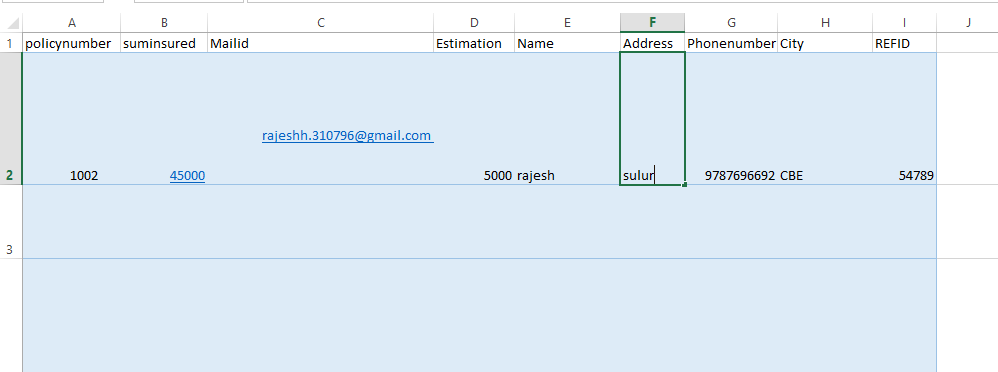 A B C D E F G H I J
1 policynumber suminsured Mailid Estimation Name Address Phonenumber City REFID
rajeshh.310796@gmail.com
2 1002 45000 5000 rajesh sulur 9787696692 CBE 54789
3